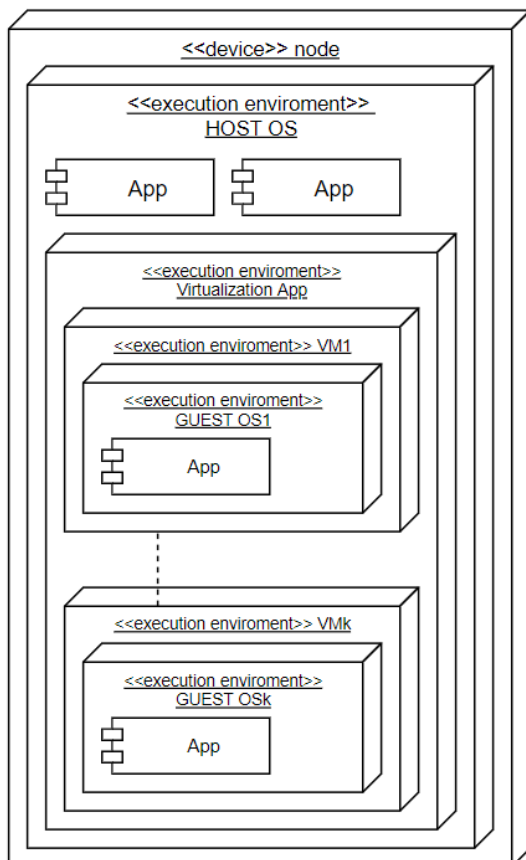 <<device>> node
<<execution enviroment>>
HOST OS
App
App
<<execution enviroment>>
Virtualization App
<<execution enviroment>> VM1
<<execution enviroment>>
GUEST OS1
App
<<execution enviroment>> VMk
<<execution enviroment>>
GUEST OSk
App